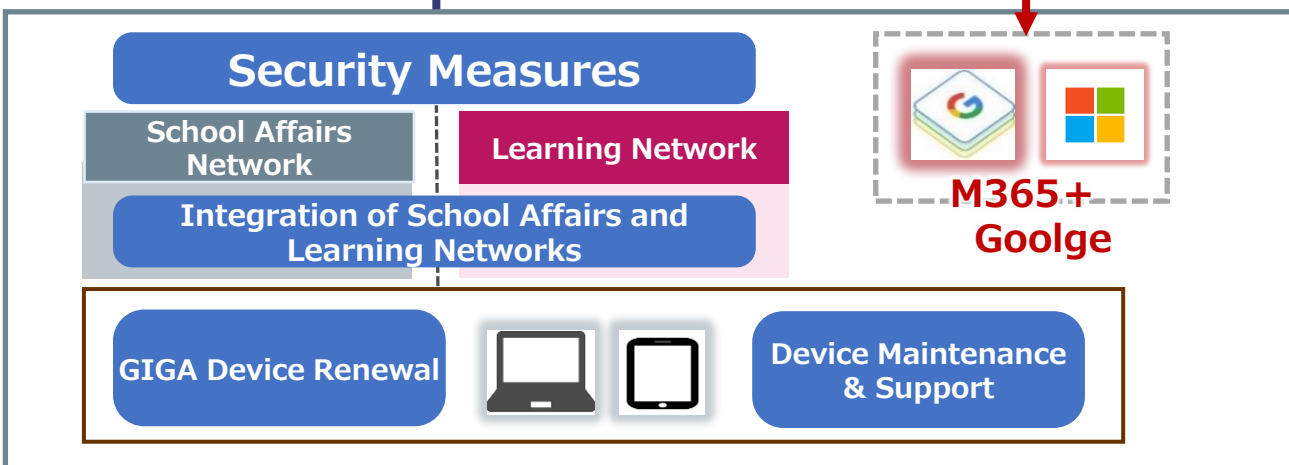 Security Measures
School Affairs
Network
Learning Network
Integration of School Affairs and
Learning Networks
M365+
Goolge
GIGA Device Renewal
Device Maintenance
& Support